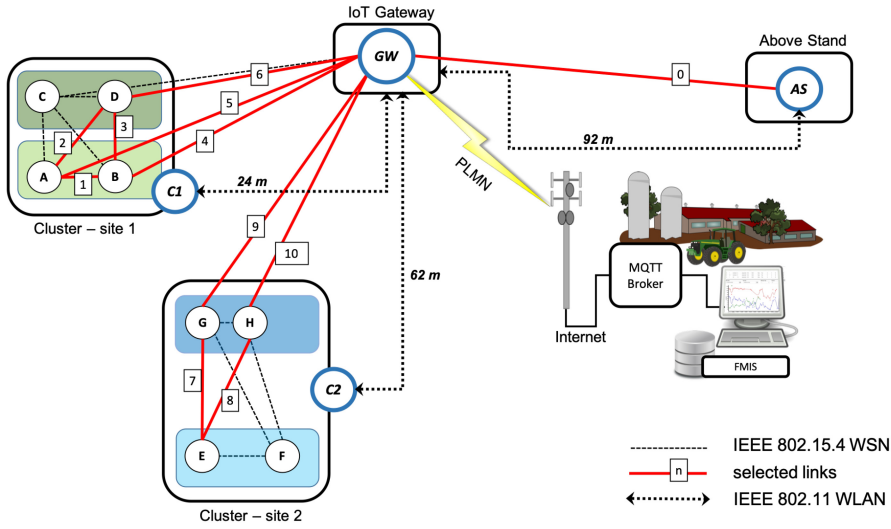 IoT Gateway
GW
Above Stand
AS
0
6
5
4
C
D
3
2
A
1
B
C1
Cluster – site 1
24 m
92 m
PLMN
9
10
62 m
MQTT
Broker
Internet
FMIS
G
H
7
8
C2
E
F
Cluster – site 2
IEEE 802.15.4 WSN
n
selected links
IEEE 802.11 WLAN